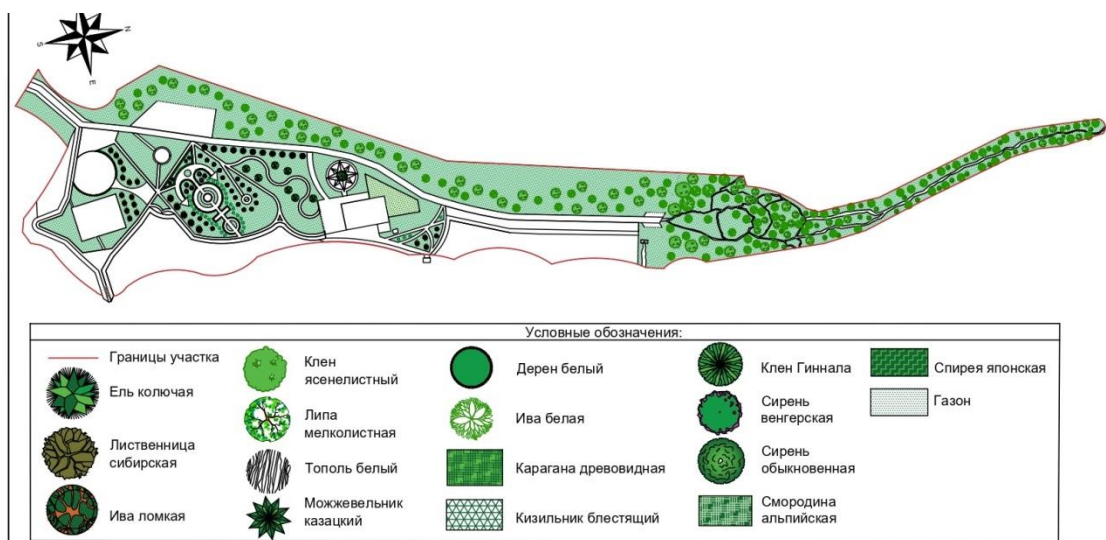 N
S
E
Условные обозначения:
Границы участка
Ель колючая
Лиственница
сибирская
Ива ломкая
Клен
ясенелистный
Липа
мелколистная
Тополь белый
Можжевельник
казацкий
Дерен белый
Ива белая
Карагана древовидная
Кизильник блестящий
Клен Гиннала
Сирень
венгерская
Сирень
обыкновенная
Смородина
альпийская
Спирея японская
Газон